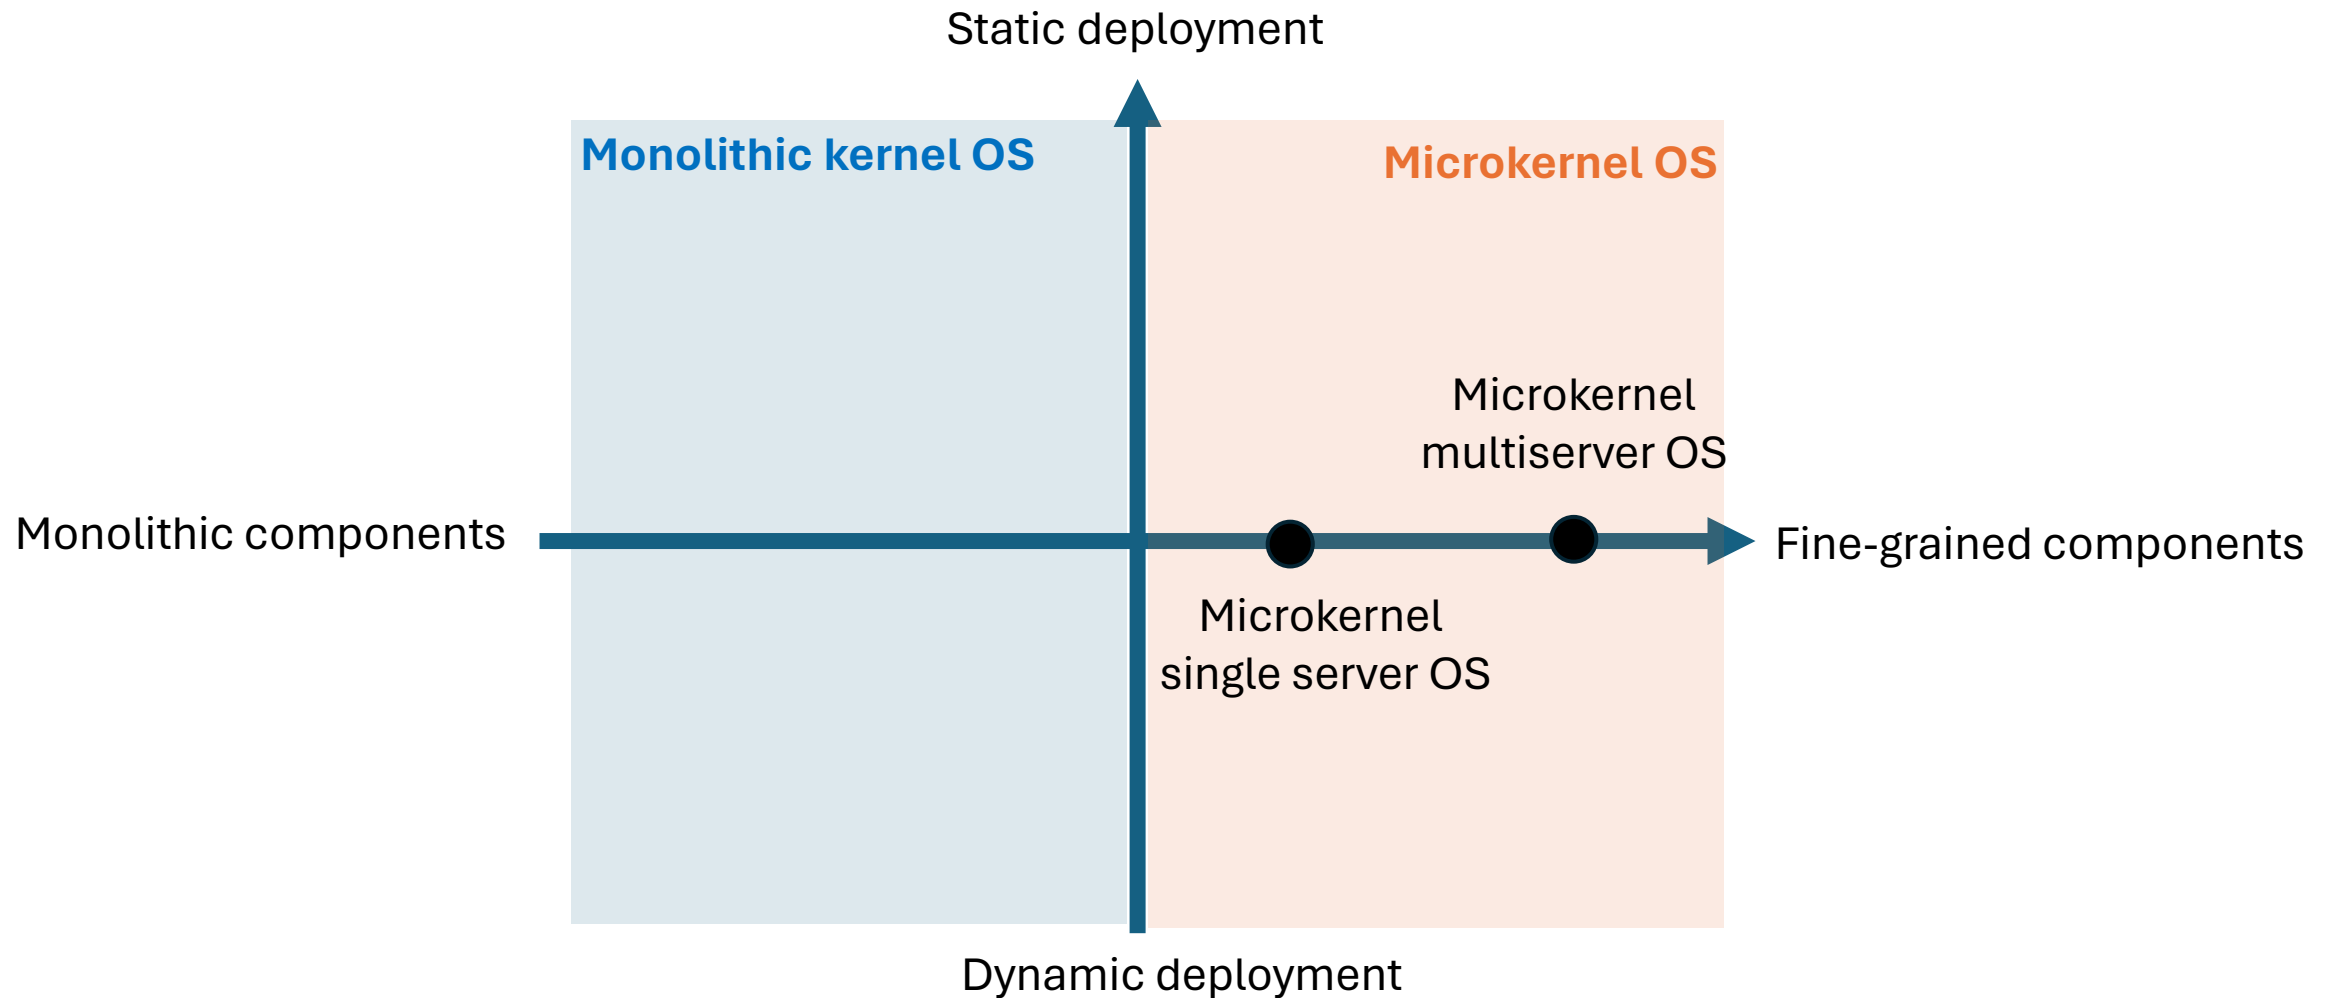 Static deployment
Monolithic kernel OS
Microkernel OS
Microkernel
multiserver OS
Monolithic components
Fine-grained components
Microkernel
single server OS
Dynamic deployment